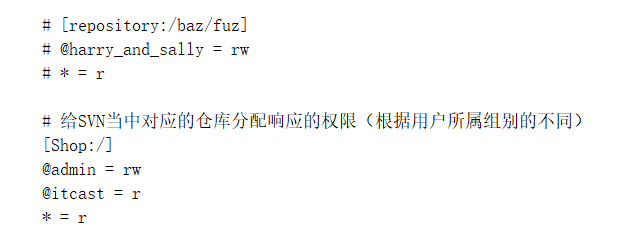 # [repository:/baz/fuz]
# @harry_and_sally = rw
# * = r
# 给SVN当中对应的仓库分配响应的权限（根据用户所属组别的不同）
[Shop:/]
@admin = rw
@itcast = r
* = r